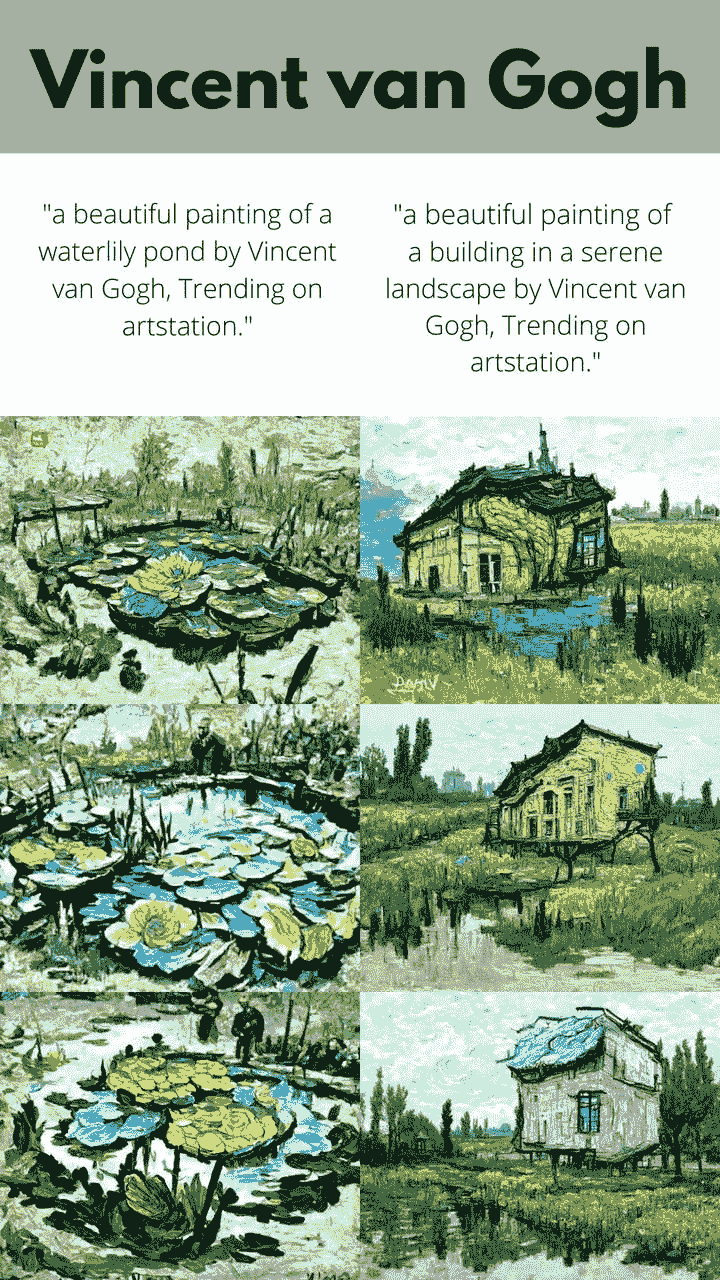 Vincent van Gogh
"a beautiful painting of a
waterlily pond by Vincent
van Gogh, Trending on
artstation."
"a beautiful painting of
a building in a serene
landscape by Vincent van
Gogh, Trending on
artstation."